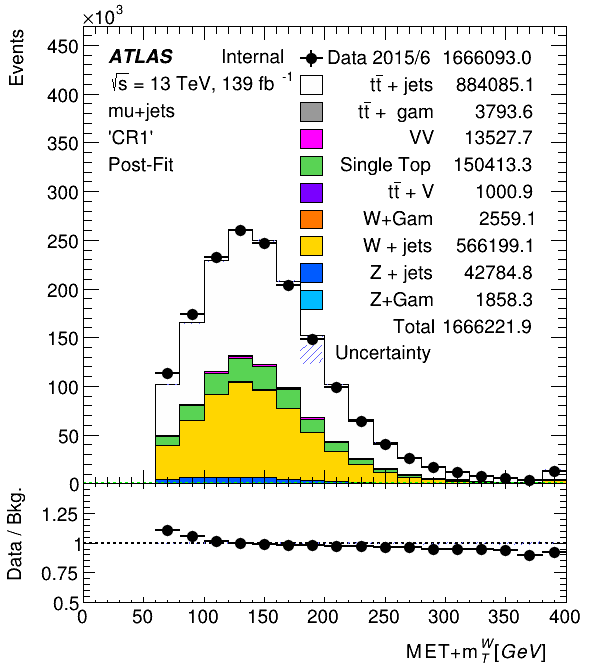 ×10³
Events
450
400
350
300
250
200
150
100
50
0
ATLAS Internal
√s = 13 TeV, 139 fb⁻¹
mu+jets
'CR1'
Post-Fit
Data 2015/6 1666093.0
tt̄ + jets 884085.1
tt̄ + gam 3793.6
VV 13527.7
Single Top 150413.3
tt̄ + V 1000.9
W+Gam 2559.1
W + jets 566199.1
Z + jets 42784.8
Z+Gam 1858.3
Total 1666221.9
Uncertainty
Data / Bkg.
1.25
1
0.75
0.5
0 50 100 150 200 250 300 350 400
MET+m_T^W[GeV]